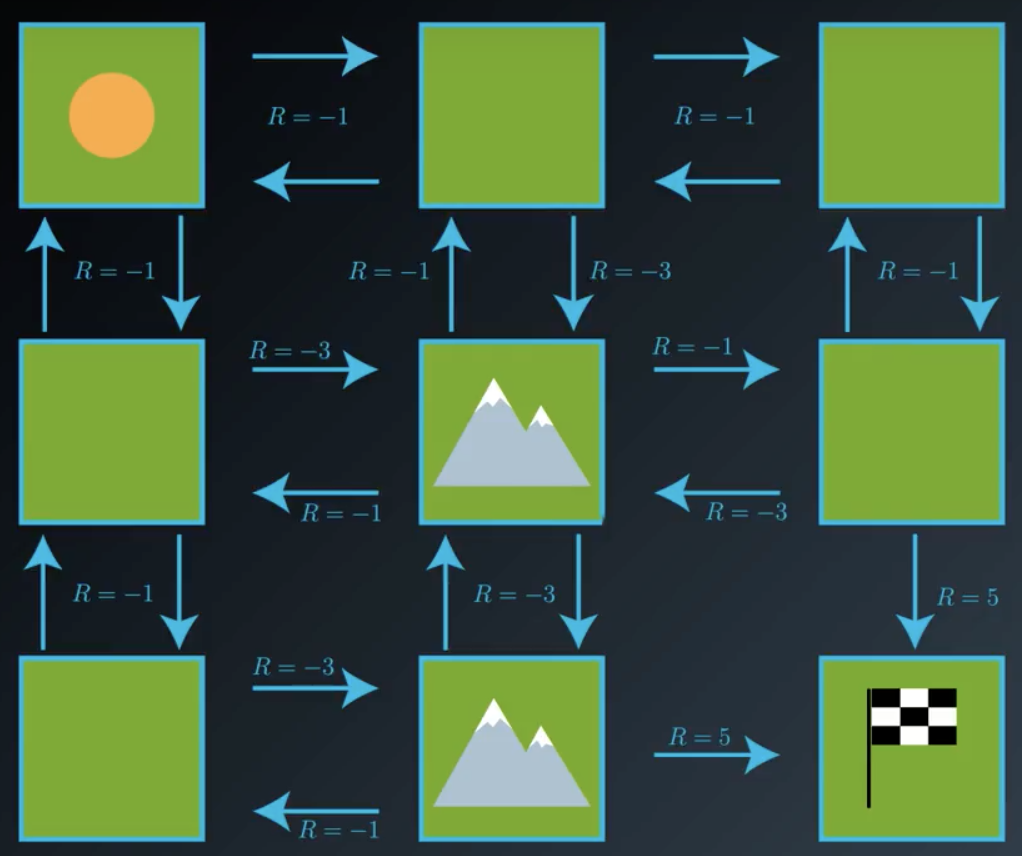 R = −1
R = −1
R = −1
R = −1
R = −3
R = −1
R = −3
R = −1
R = −1
R = −3
R = −1
R = −3
R = 5
R = −3
R = 5
R = −1